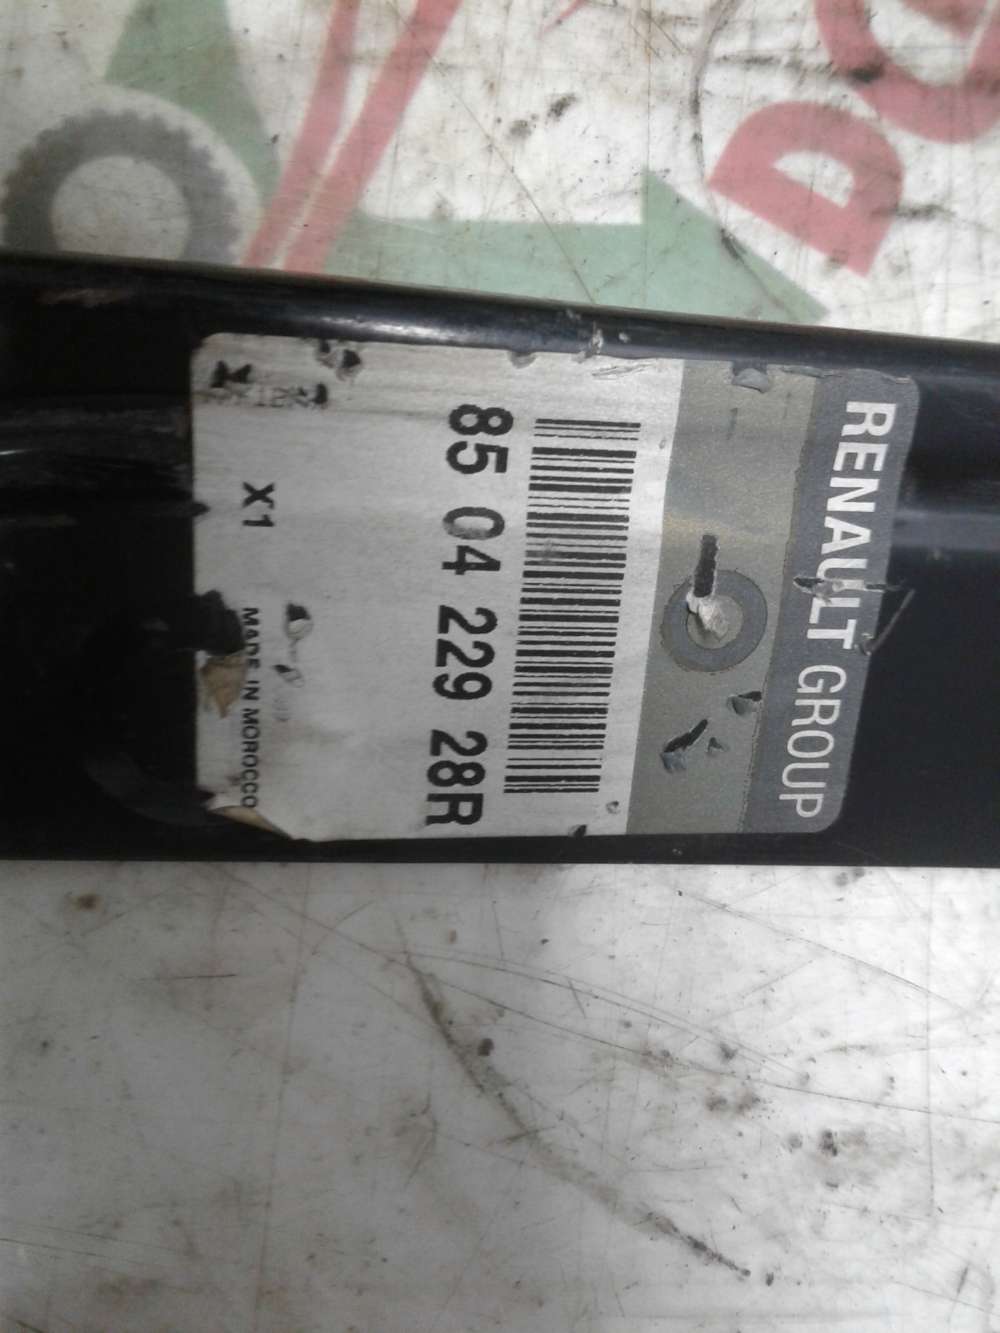 RENAULT GROUP
85 04 229 28R
X1
MADE IN MOROCCO